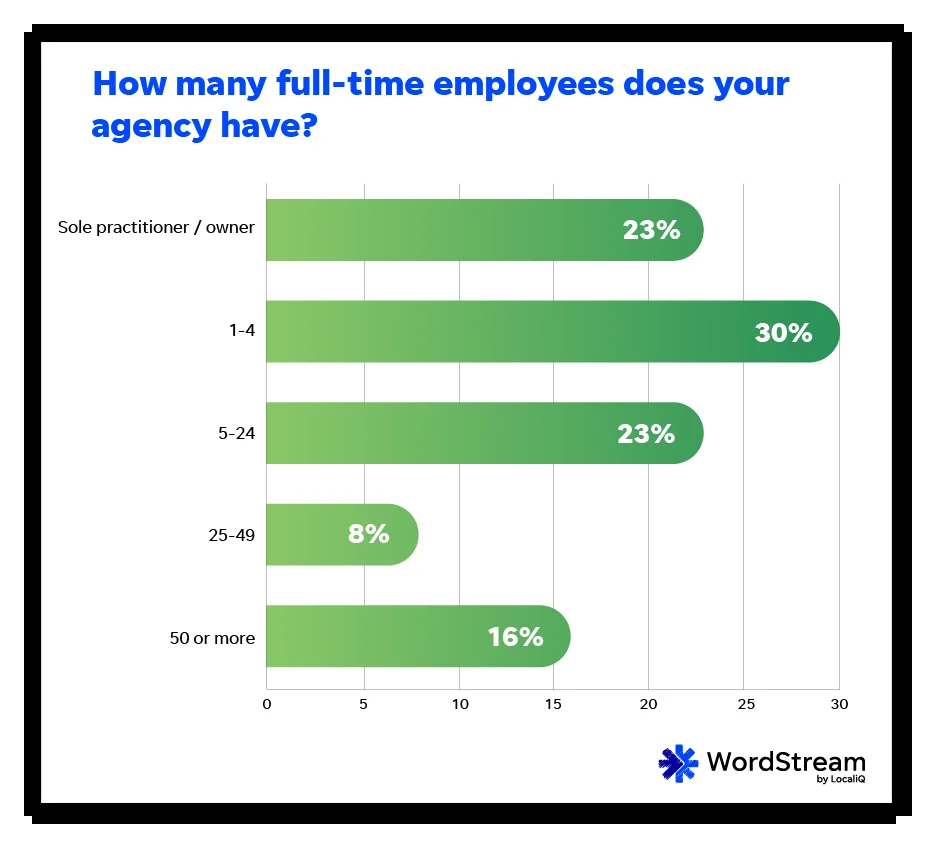 How many full-time employees does your
agency have?
Sole practitioner / owner
23%
1-4
30%
5-24
23%
25-49
8%
50 or more
16%
0 5 10 15 20 25 30
WordStream
by LocaliQ